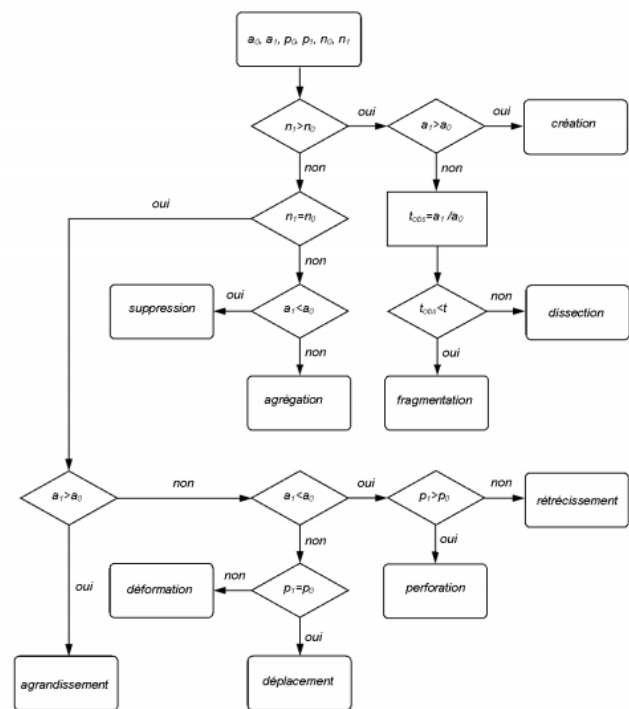 a₀, a₁, p₀, p₁, n₀, n₁
oui
oui
n₁>n₀
a₁>a₀
création
non
non
oui
n₁=n₀
t_obs=a₁/a₀
non
oui
non
suppression
a₁<a₀
t_obs<t
dissection
non
oui
agrégation
fragmentation
non
oui
non
a₁>a₀
a₁<a₀
p₁>p₀
rétrécissement
non
oui
oui
non
déformation
p₁=p₀
perforation
oui
agrandissement
déplacement